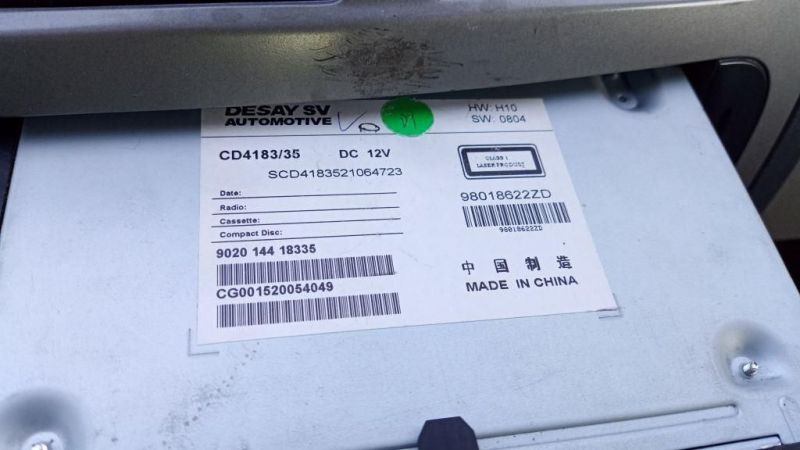 DESAY SV
AUTOMOTIVE
HW: H10
SW: 0804
CD4183/35 DC 12V
SCD4183521064723
CLASS 1
LASER PRODUCT
Date:
Radio:
Cassette:
Compact Disc:
98018622ZD
98018622ZD
9020 144 18335
CG001520054049
中国制造
MADE IN CHINA